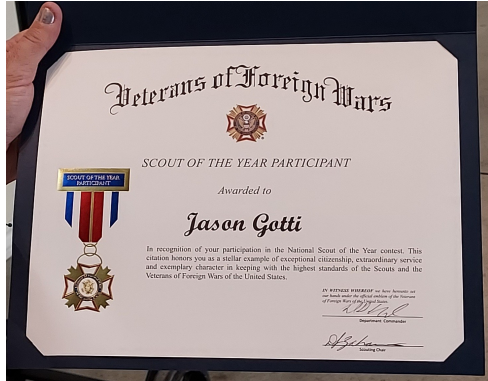 Veterans of Foreign Wars
SCOUT OF THE YEAR PARTICIPANT
Awarded to
SCOUT OF THE YEAR
PARTICIPANT
Jason Gotti
In recognition of your participation in the National Scout of the Year contest. This
citation honors you as a stellar example of exceptional citizenship, extraordinary service
and exemplary character in keeping with the highest standards of the Scouts and the
Veterans of Foreign Wars of the United States.
IN WITNESS WHEREOF we have hereunto set
our hands under the official emblem of the Veterans
of Foreign War of the United States.
Department Commander
Scouting Chair